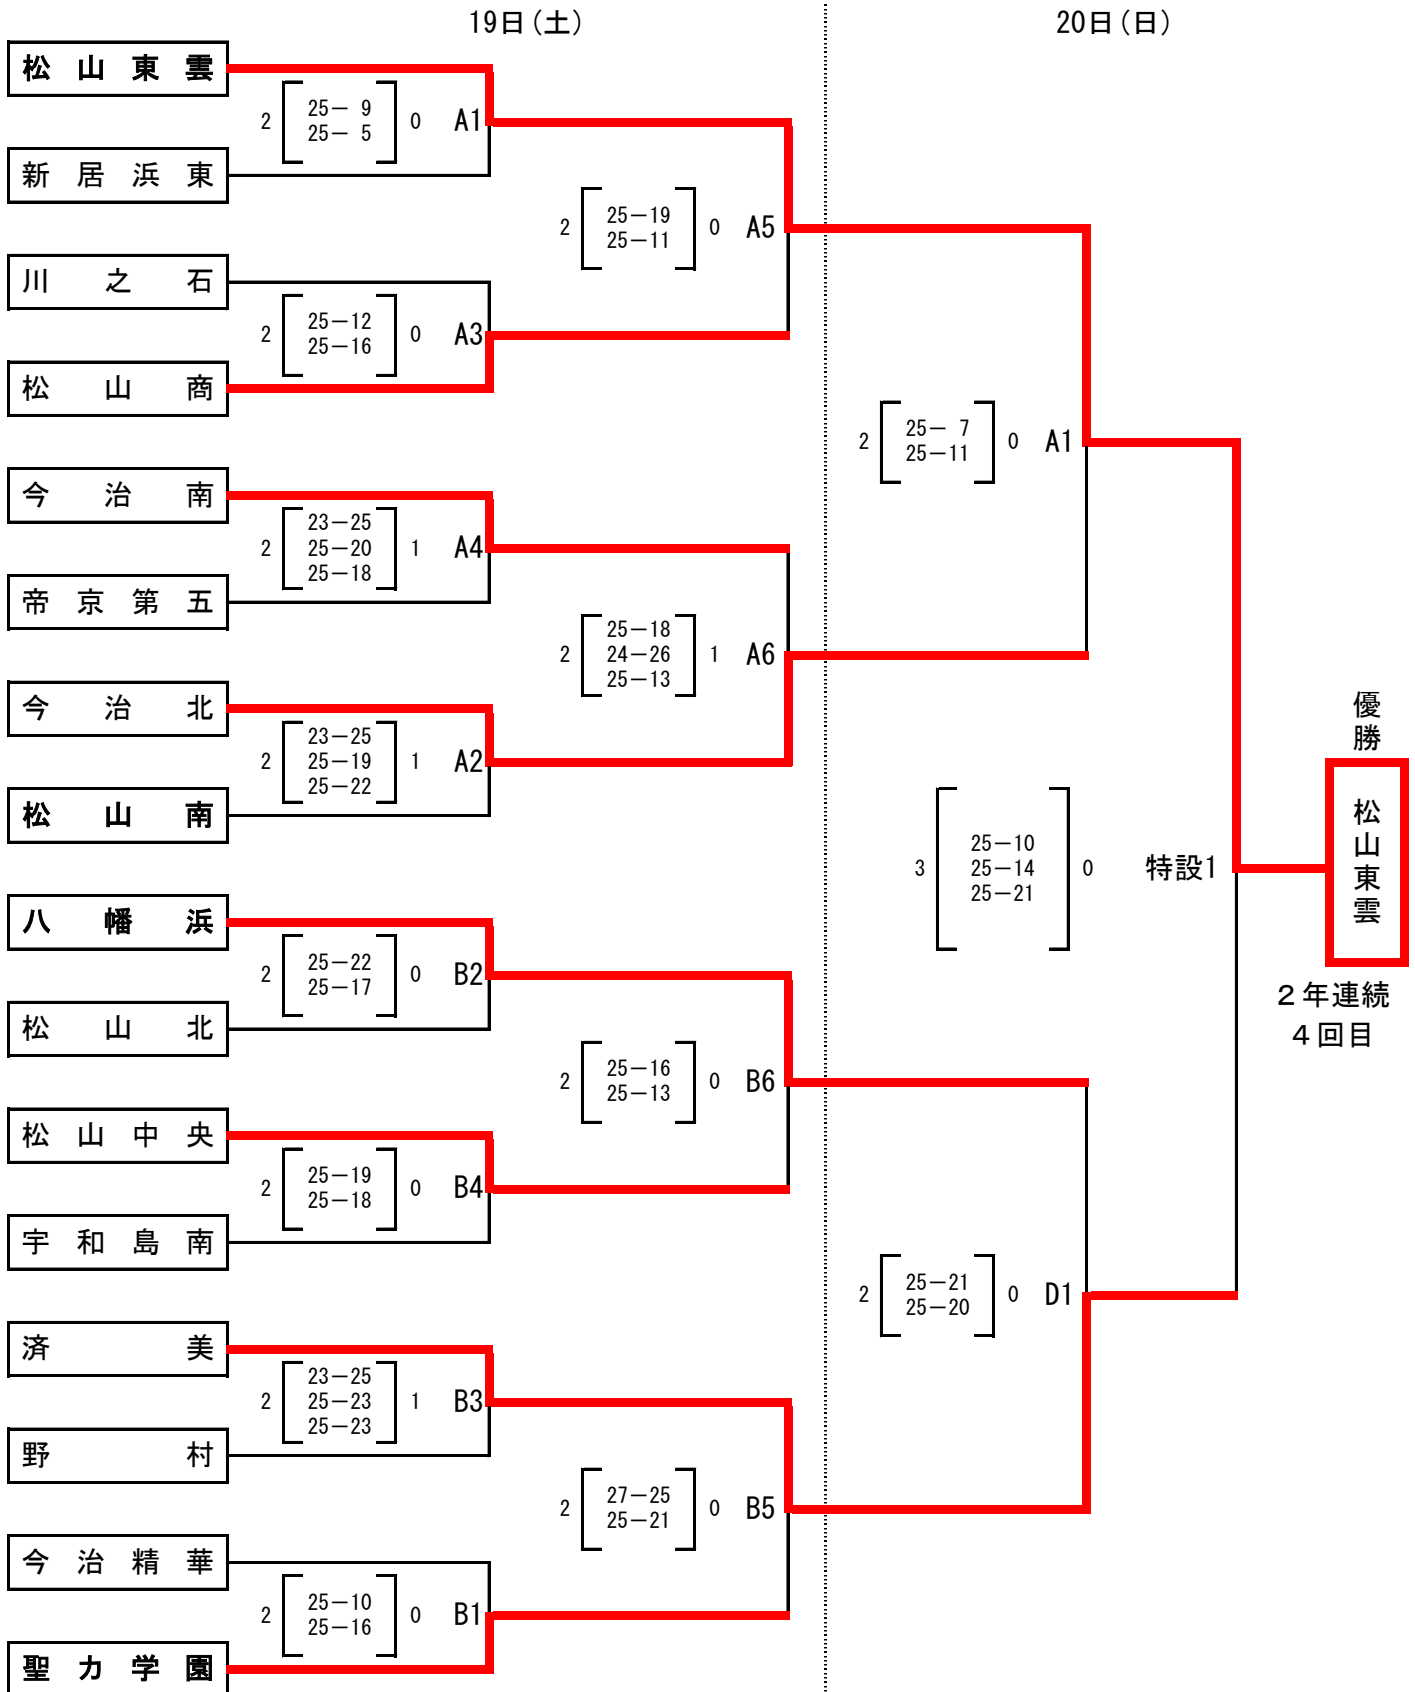 19日(土)
20日(日)
松山東雲
2 25－ 9 0 A1
25－ 5
新居浜東
2 25－19 0 A5
25－11
川之石
2 25－12 0 A3
25－16
松山商
2 25－ 7 0 A1
25－11
今治南
23－25
2 25－20 1 A4
25－18
帝京第五
25－18
2 24－26 1 A6
25－13
今治北
23－25
2 25－19 1 A2
25－22
松山南
優勝
松山東雲
2年連続
4回目
25－10
3 25－14 0 特設1
25－21
八幡浜
2 25－22 0 B2
25－17
松山北
2 25－16 0 B6
25－13
松山中央
2 25－19 0 B4
25－18
宇和島南
2 25－21 0 D1
25－20
済美
23－25
2 25－23 1 B3
25－23
野村
2 27－25 0 B5
25－21
今治精華
2 25－10 0 B1
25－16
聖カ学園